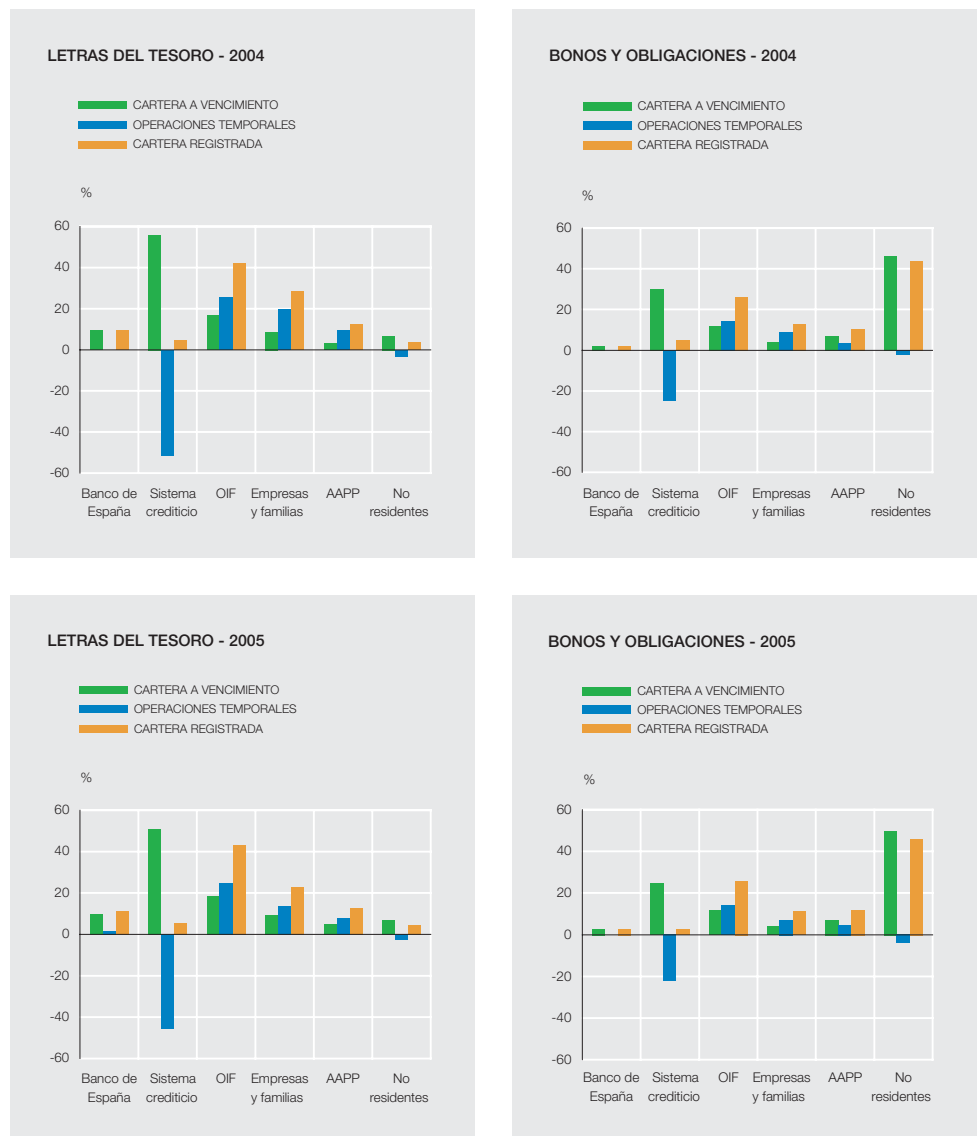 LETRAS DEL TESORO - 2004
CARTERA A VENCIMIENTO
OPERACIONES TEMPORALES
CARTERA REGISTRADA
%
60
40
20
0
-20
-40
-60
Banco de España
Sistema crediticio
OIF
Empresas y familias
AAPP
No residentes
BONOS Y OBLIGACIONES - 2004
CARTERA A VENCIMIENTO
OPERACIONES TEMPORALES
CARTERA REGISTRADA
%
60
40
20
0
-20
-40
-60
Banco de España
Sistema crediticio
OIF
Empresas y familias
AAPP
No residentes
LETRAS DEL TESORO - 2005
CARTERA A VENCIMIENTO
OPERACIONES TEMPORALES
CARTERA REGISTRADA
%
60
40
20
0
-20
-40
-60
Banco de España
Sistema crediticio
OIF
Empresas y familias
AAPP
No residentes
BONOS Y OBLIGACIONES - 2005
CARTERA A VENCIMIENTO
OPERACIONES TEMPORALES
CARTERA REGISTRADA
%
60
40
20
0
-20
-40
-60
Banco de España
Sistema crediticio
OIF
Empresas y familias
AAPP
No residentes